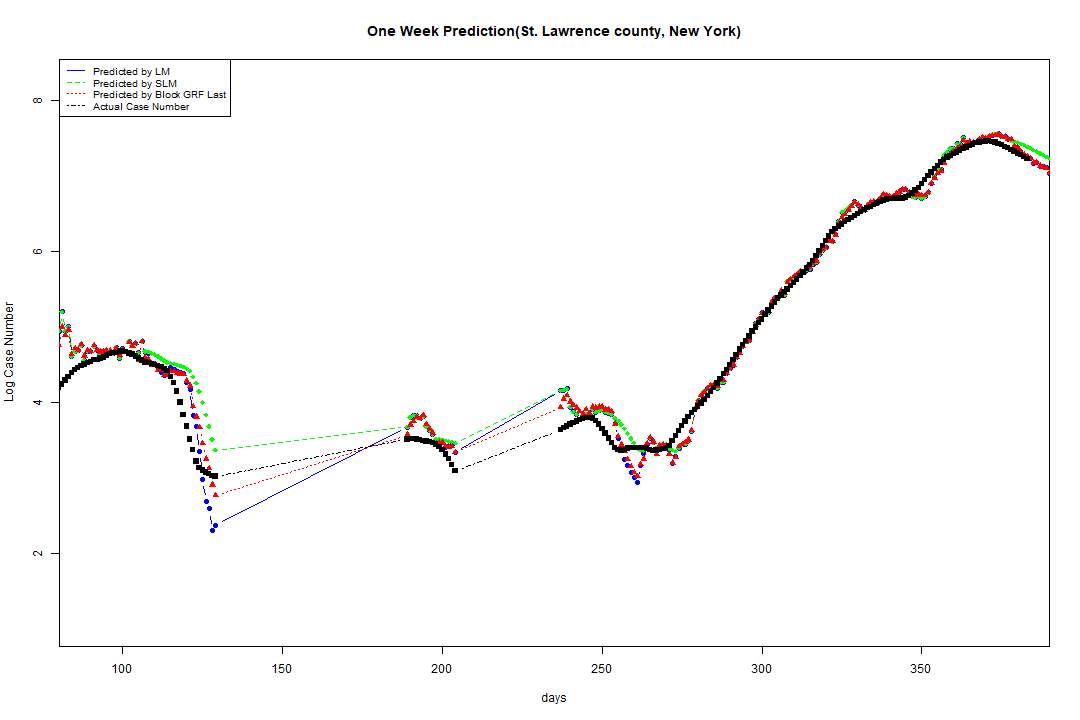 One Week Prediction(St. Lawrence county, New York)
Predicted by LM
Predicted by SLM
Predicted by Block GRF Last
Actual Case Number
8
6
4
2
Log Case Number
100 150 200 250 300 350
days